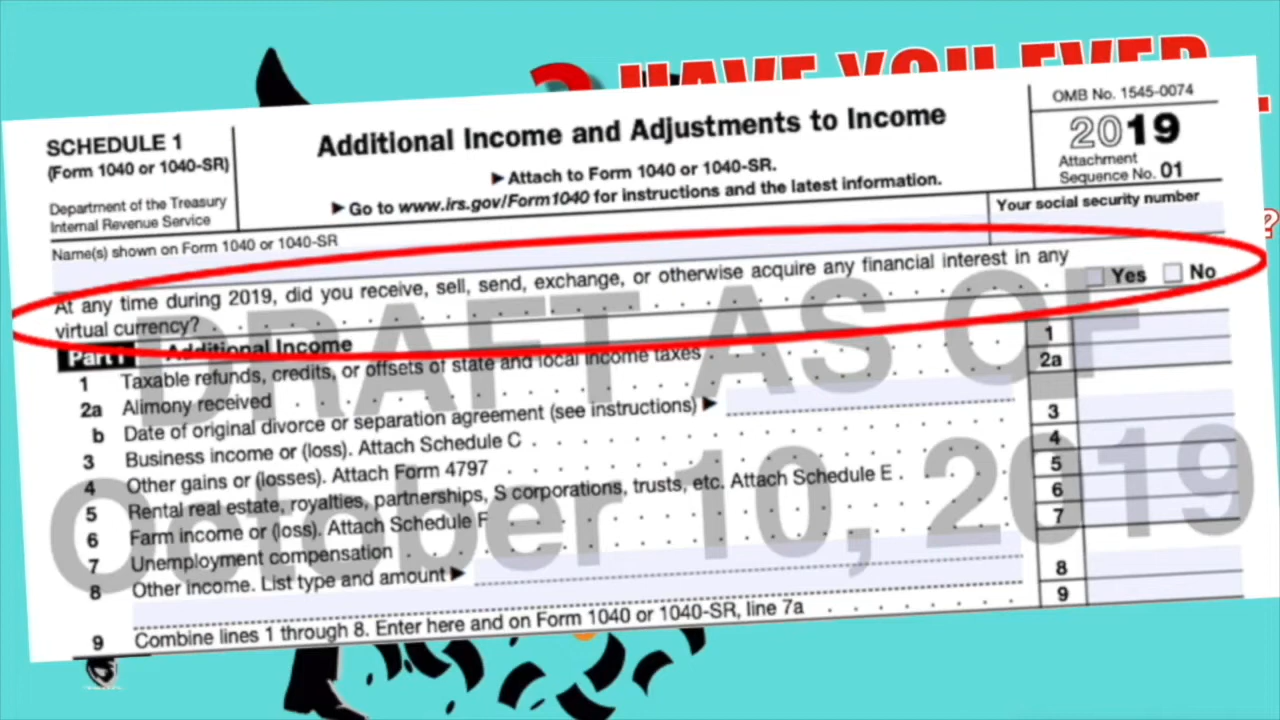 ? HAVE YOU EVER
SCHEDULE 1
(Form 1040 or 1040-SR)
Department of the Treasury
Internal Revenue Service
Additional Income and Adjustments to Income
▶ Attach to Form 1040 or 1040-SR.
▶ Go to www.irs.gov/Form1040 for instructions and the latest information.
OMB No. 1545-0074
2019
Attachment
Sequence No. 01
Name(s) shown on Form 1040 or 1040-SR
Your social security number
At any time during 2019, did you receive, sell, send, exchange, or otherwise acquire any financial interest in any
virtual currency? . . . . . . . . . . . . . . . . . . . . Yes No
Part I Additional Income
1 Taxable refunds, credits, or offsets of state and local income taxes . . . . . . . . . . 1
2a Alimony received . . . . . . . . . . . . . . . . . . . . 2a
b Date of original divorce or separation agreement (see instructions) ▶
3 Business income or (loss). Attach Schedule C . . . . . . . . . . . . . . 3
4 Other gains or (losses). Attach Form 4797 . . . . . . . . . . . . . . 4
5 Rental real estate, royalties, partnerships, S corporations, trusts, etc. Attach Schedule E . . . 5
6 Farm income or (loss). Attach Schedule F . . . . . . . . . . . . . . 6
7 Unemployment compensation . . . . . . . . . . . . . . . . 7
8 Other income. List type and amount ▶
8
9 Combine lines 1 through 8. Enter here and on Form 1040 or 1040-SR, line 7a . . . . . . 9
DRAFT AS OF
October 10, 2019
?